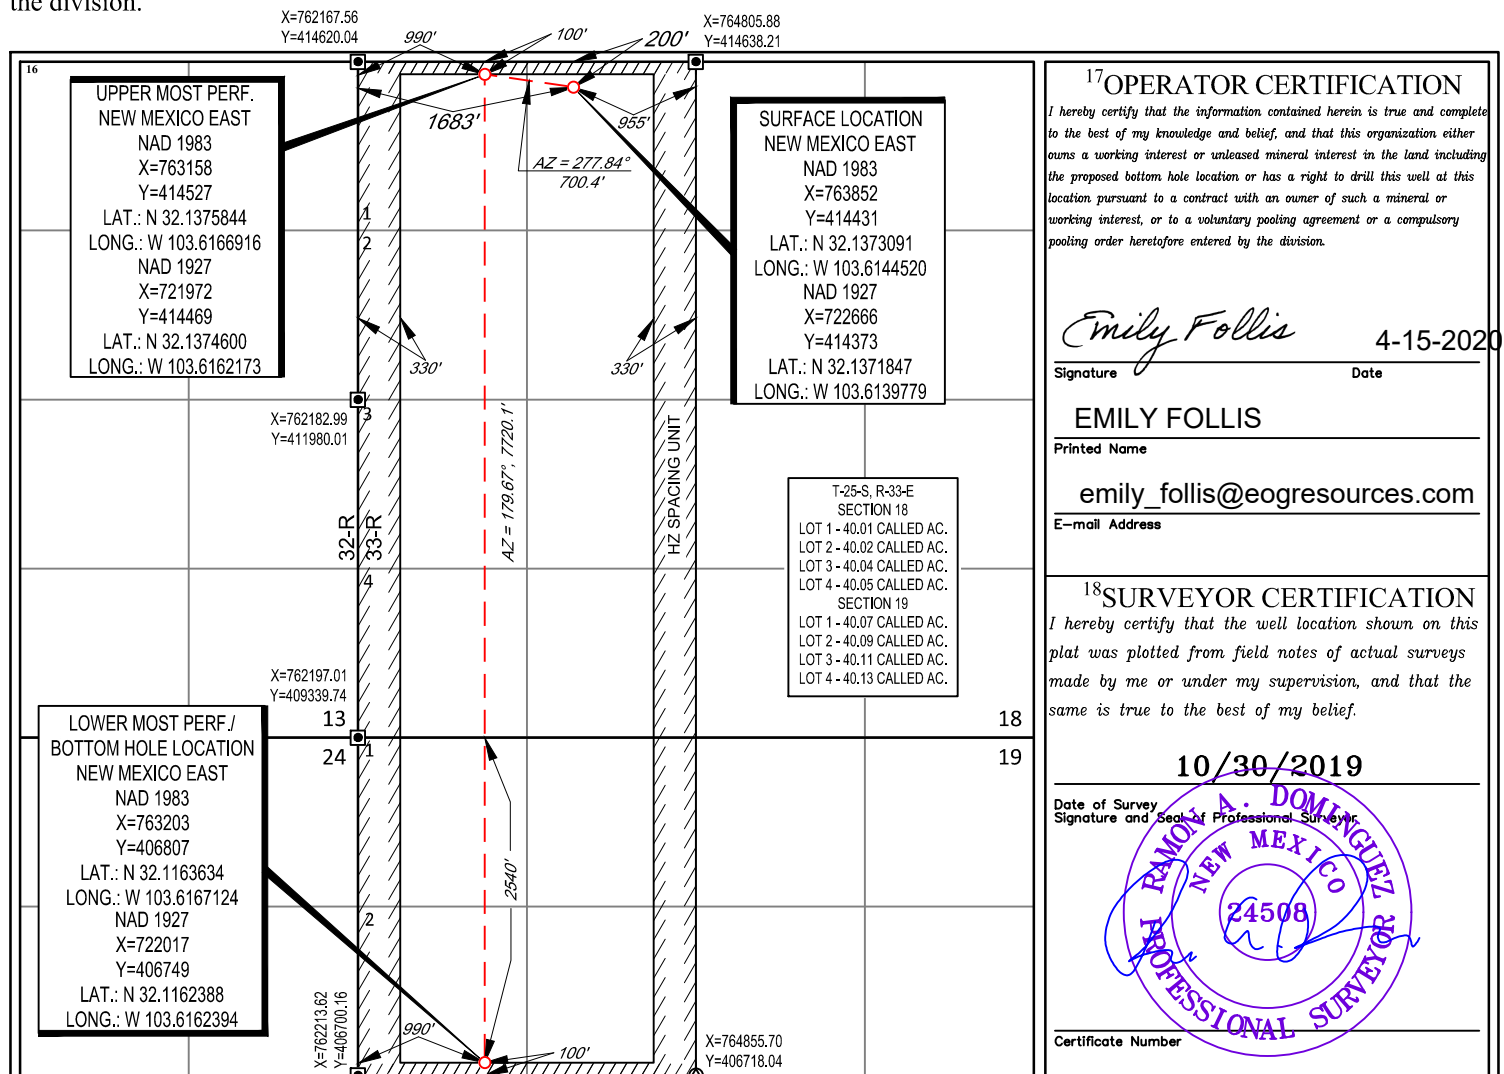 the division.
X=762167.56
Y=414620.04
990'
100'
200'
X=764805.88
Y=414638.21
16
UPPER MOST PERF.
NEW MEXICO EAST
NAD 1983
X=763158
Y=414527
LAT.: N 32.1375844
LONG.: W 103.6166916
NAD 1927
X=721972
Y=414469
LAT.: N 32.1374600
LONG.: W 103.6162173
1683'
955'
AZ = 277.84°
700.4'
SURFACE LOCATION
NEW MEXICO EAST
NAD 1983
X=763852
Y=414431
LAT.: N 32.1373091
LONG.: W 103.6144520
NAD 1927
X=722666
Y=414373
LAT.: N 32.1371847
LONG.: W 103.6139779
1
2
330'
330'
X=762182.99
Y=411980.01
3
AZ = 179.67°, 7720.1'
HZ SPACING UNIT
32-R
33-R
4
T-25-S, R-33-E
SECTION 18
LOT 1 - 40.01 CALLED AC.
LOT 2 - 40.02 CALLED AC.
LOT 3 - 40.04 CALLED AC.
LOT 4 - 40.05 CALLED AC.
SECTION 19
LOT 1 - 40.07 CALLED AC.
LOT 2 - 40.09 CALLED AC.
LOT 3 - 40.11 CALLED AC.
LOT 4 - 40.13 CALLED AC.
X=762197.01
Y=409339.74
13
18
24
1
19
LOWER MOST PERF./
BOTTOM HOLE LOCATION
NEW MEXICO EAST
NAD 1983
X=763203
Y=406807
LAT.: N 32.1163634
LONG.: W 103.6167124
NAD 1927
X=722017
Y=406749
LAT.: N 32.1162388
LONG.: W 103.6162394
2540'
2
X=762213.62
Y=406700.16
990'
100'
X=764855.70
Y=406718.04
17 OPERATOR CERTIFICATION
I hereby certify that the information contained herein is true and complete
to the best of my knowledge and belief, and that this organization either
owns a working interest or unleased mineral interest in the land including
the proposed bottom hole location or has a right to drill this well at this
location pursuant to a contract with an owner of such a mineral or
working interest, or to a voluntary pooling agreement or a compulsory
pooling order heretofore entered by the division.
Emily Follis 4-15-2020
Signature Date
EMILY FOLLIS
Printed Name
emily_follis@eogresources.com
E-mail Address
18 SURVEYOR CERTIFICATION
I hereby certify that the well location shown on this
plat was plotted from field notes of actual surveys
made by me or under my supervision, and that the
same is true to the best of my belief.
10/30/2019
Date of Survey
Signature and Seal of Professional Surveyor
RAMON A. DOMINGUEZ
NEW MEXICO
24508
PROFESSIONAL SURVEYOR
Certificate Number